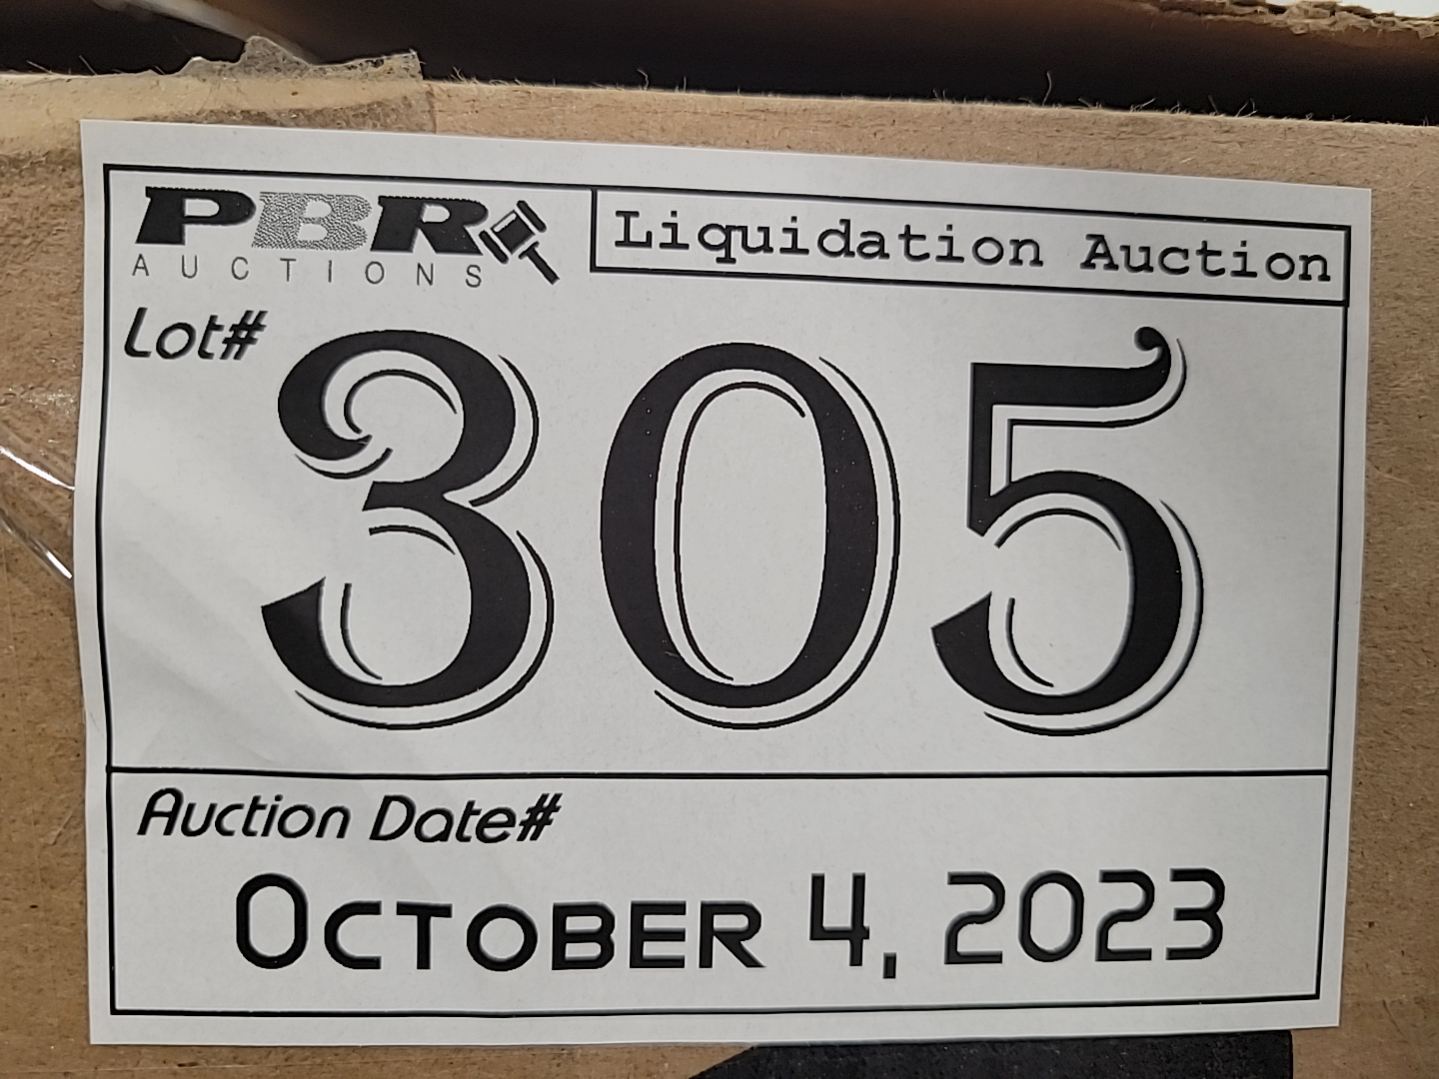 PBR
AUCTIONS
Liquidation Auction
Lot#
305
Auction Date#
OCTOBER 4, 2023